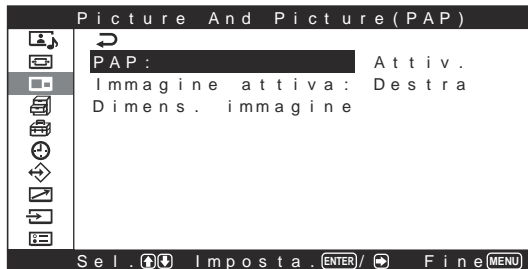 Picture And Picture(PAP)
PAP: Attiv.
Immagine attiva: Destra
Dimens. immagine
Sel. Imposta. ENTER / Fine MENU